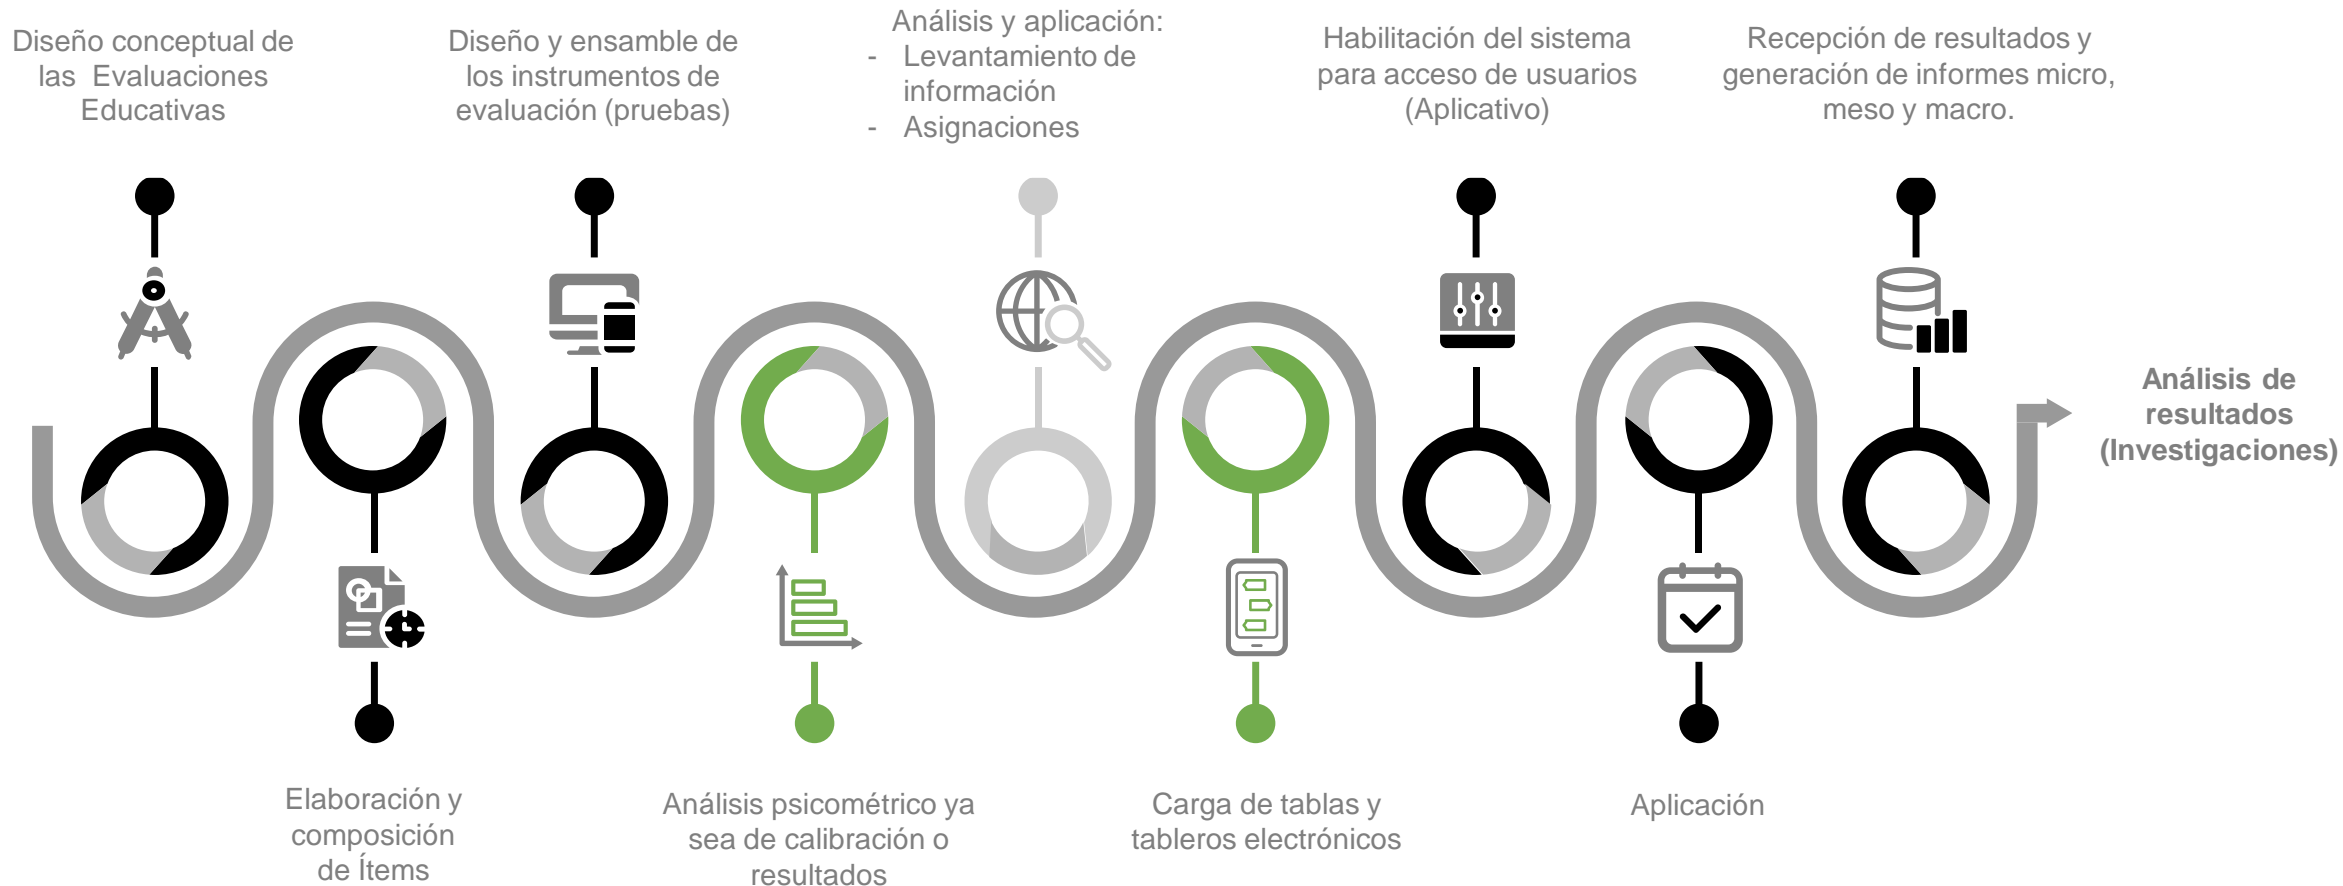 Diseño conceptual de
las Evaluaciones
Educativas
Elaboración y
composición
de Ítems
Diseño y ensamble de
los instrumentos de
evaluación (pruebas)
Análisis psicométrico ya
sea de calibración o
resultados
Análisis y aplicación:
- Levantamiento de
información
- Asignaciones
Carga de tablas y
tableros electrónicos
Habilitación del sistema
para acceso de usuarios
(Aplicativo)
Aplicación
Recepción de resultados y
generación de informes micro,
meso y macro.
Análisis de
resultados
(Investigaciones)